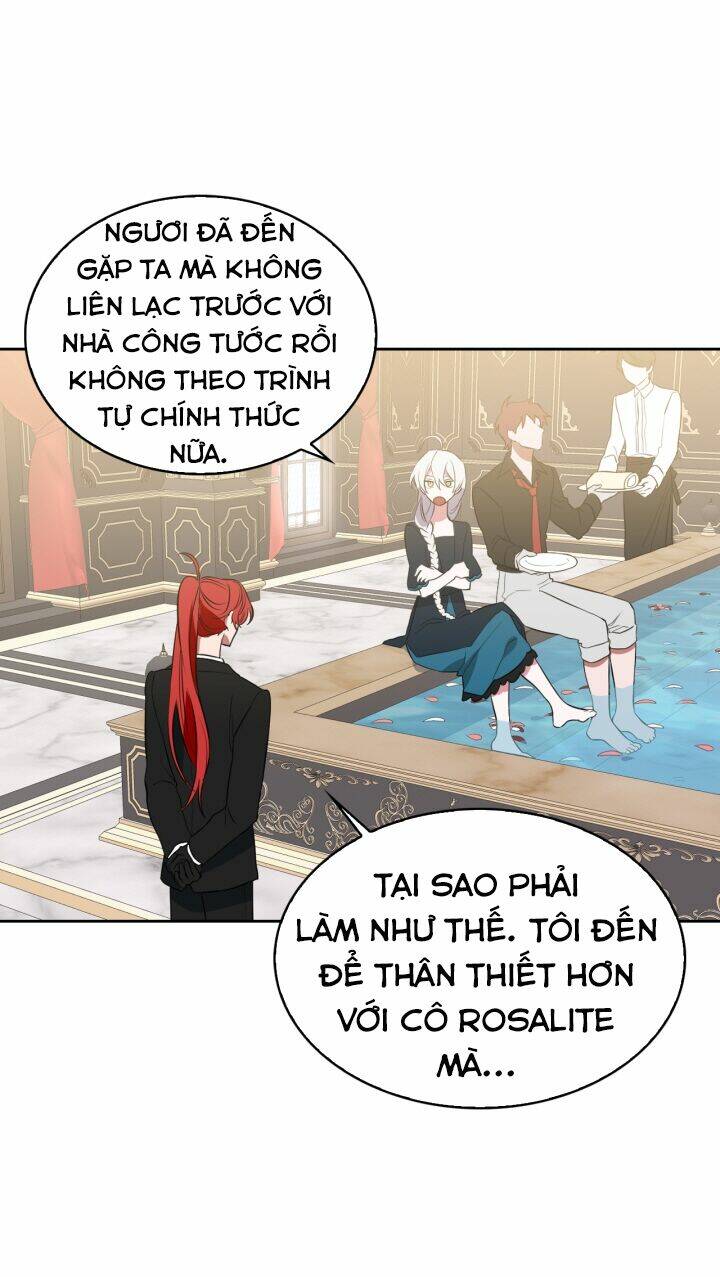 NGƯƠI ĐÃ ĐẾN
GẶP TA MÀ KHÔNG
LIÊN LẠC TRƯỚC VỚI
NHÀ CÔNG TƯỚC RỒI
KHÔNG THEO TRÌNH
TỰ CHÍNH THỨC
NỮA.
TẠI SAO PHẢI
LÀM NHƯ THẾ. TÔI ĐẾN
ĐỂ THÂN THIẾT HƠN
VỚI CÔ ROSALITE
MÀ...